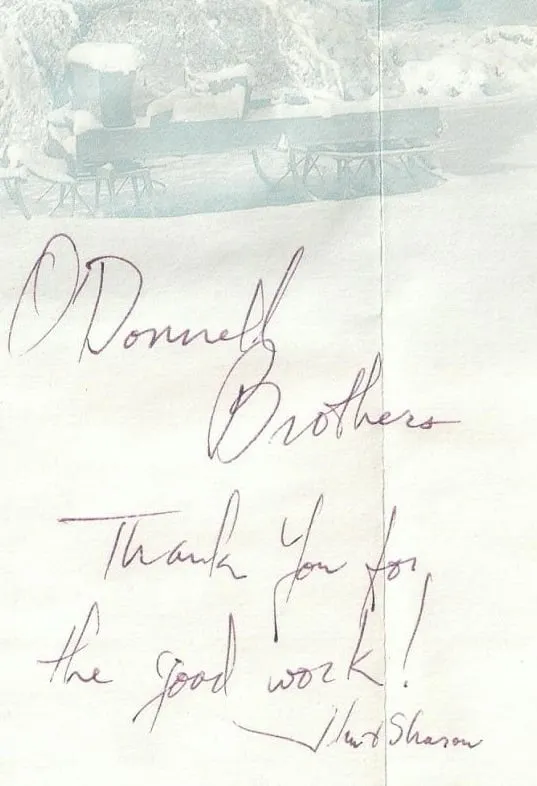 O'Donnell
Brothers
Thank You for
the good work!
& Sharon